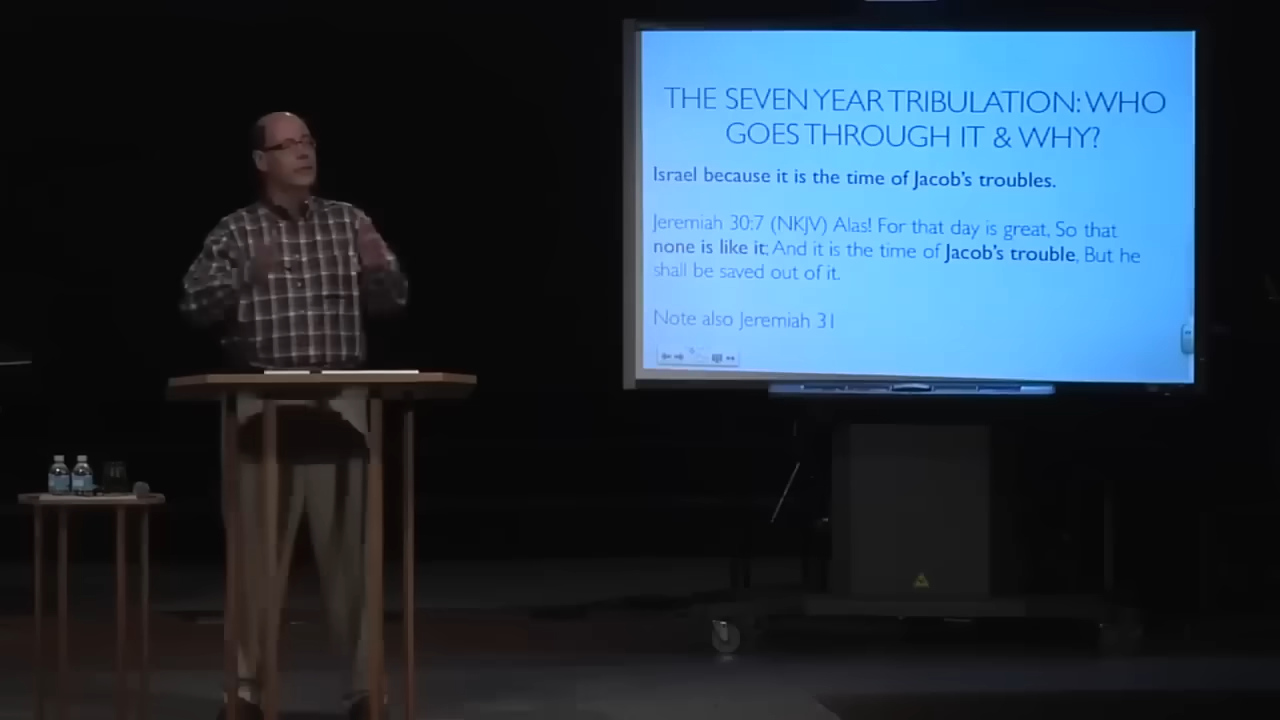 THE SEVEN YEAR TRIBULATION: WHO
GOES THROUGH IT & WHY?
Israel because it is the time of Jacob's troubles.
Jeremiah 30:7 (NKJV) Alas! For that day is great, So that
none is like it; And it is the time of Jacob's trouble, But he
shall be saved out of it.
Note also Jeremiah 31